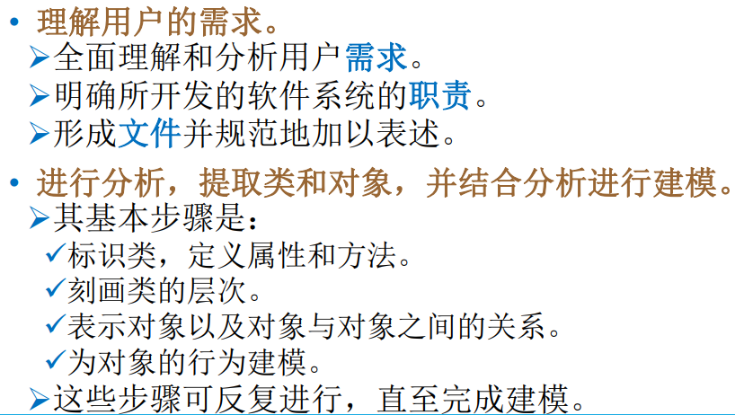 • 理解用户的需求。
➢全面理解和分析用户需求。
➢明确所开发的软件系统的职责。
➢形成文件并规范地加以表述。
• 进行分析，提取类和对象，并结合分析进行建模。
➢其基本步骤是：
✓标识类，定义属性和方法。
✓刻画类的层次。
✓表示对象以及对象与对象之间的关系。
✓为对象的行为建模。
➢这些步骤可反复进行，直至完成建模。